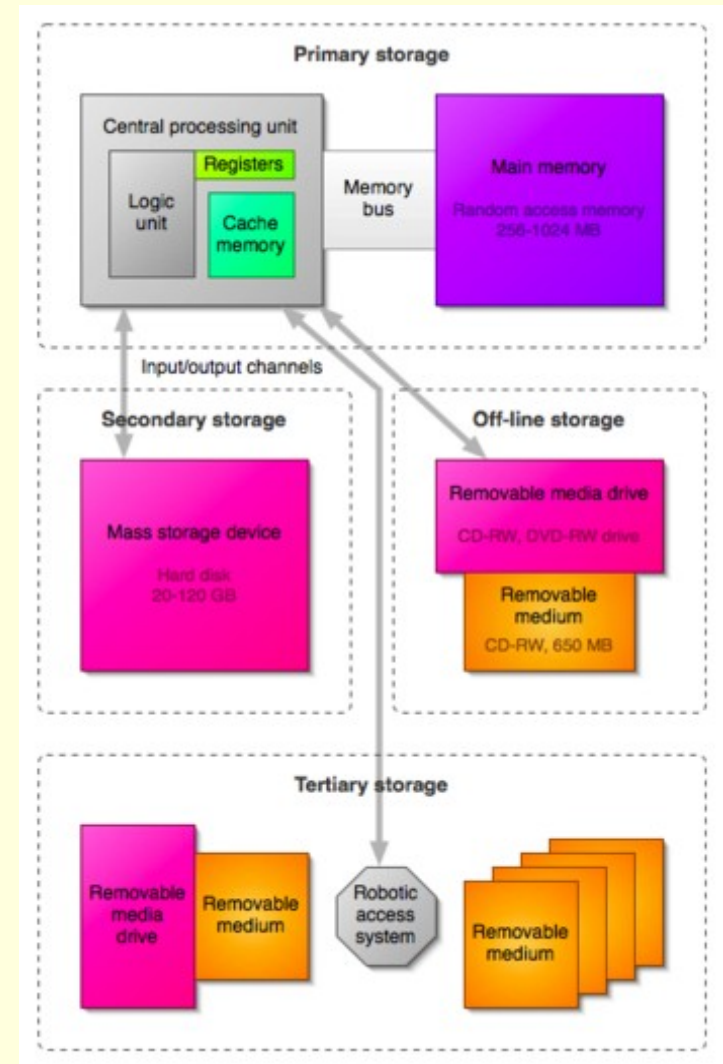 Primary storage
Central processing unit
Registers
Logic
unit
Cache
memory
Memory
bus
Main memory
Random access memory
256-1024 MB
Input/output channels
Secondary storage
Mass storage device
Hard disk
20-120 GB
Off-line storage
Removable media drive
CD-RW, DVD-RW drive
Removable
medium
CD-RW, 650 MB
Tertiary storage
Removable
media
drive
Removable
medium
Robotic
access
system
Removable
medium